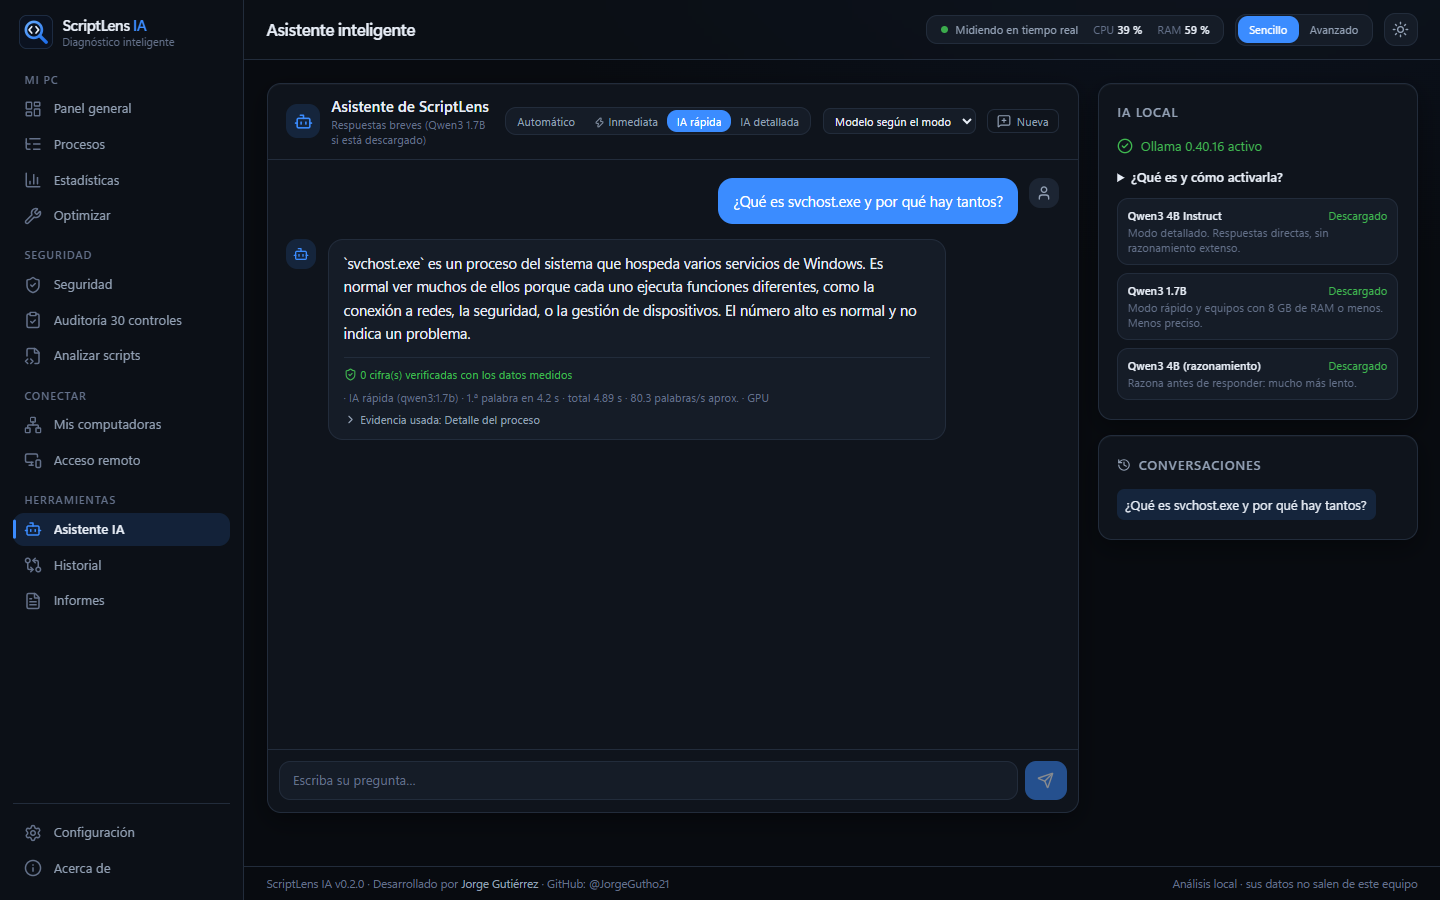 ScriptLens IA
Diagnóstico inteligente
MI PC
Panel general
Procesos
Estadísticas
Optimizar
SEGURIDAD
Seguridad
Auditoría 30 controles
Analizar scripts
CONECTAR
Mis computadoras
Acceso remoto
HERRAMIENTAS
Asistente IA
Historial
Informes
Configuración
Acerca de
Asistente inteligente
Midiendo en tiempo real CPU 39 % RAM 59 %
Sencillo Avanzado
Asistente de ScriptLens
Respuestas breves (Qwen3 1.7B
si está descargado)
Automático Inmediata IA rápida IA detallada
Modelo según el modo
Nueva
¿Qué es svchost.exe y por qué hay tantos?
`svchost.exe` es un proceso del sistema que hospeda varios servicios de Windows. Es
normal ver muchos de ellos porque cada uno ejecuta funciones diferentes, como la
conexión a redes, la seguridad, o la gestión de dispositivos. El número alto es normal y no
indica un problema.
0 cifra(s) verificadas con los datos medidos
· IA rápida (qwen3:1.7b) · 1.ª palabra en 4.2 s · total 4.89 s · 80.3 palabras/s aprox. · GPU
Evidencia usada: Detalle del proceso
Escriba su pregunta...
IA LOCAL
Ollama 0.40.16 activo
¿Qué es y cómo activarla?
Qwen3 4B Instruct Descargado
Modo detallado. Respuestas directas, sin
razonamiento extenso.
Qwen3 1.7B Descargado
Modo rápido y equipos con 8 GB de RAM o menos.
Menos preciso.
Qwen3 4B (razonamiento) Descargado
Razona antes de responder: mucho más lento.
CONVERSACIONES
¿Qué es svchost.exe y por qué hay tantos?
ScriptLens IA v0.2.0 · Desarrollado por Jorge Gutiérrez · GitHub: @JorgeGutho21
Análisis local · sus datos no salen de este equipo